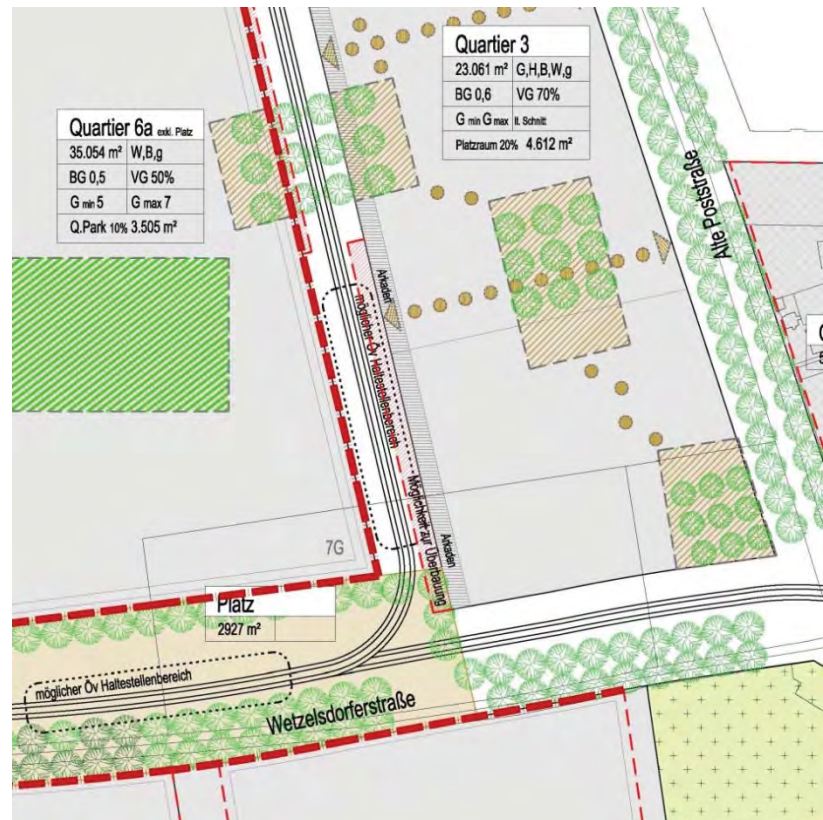 Quartier 3
23.061 m² G,H,B,W,g
BG 0,6 VG 70%
G min G max lt. Schnitt
Platzraum 20% 4.612 m²
Quartier 6a exkl. Platz
35.054 m² W,B,g
BG 0,5 VG 50%
G min 5 G max 7
Q.Park 10% 3.505 m²
Alte Poststraße
Arkaden
möglicher Öv Haltestellenbereich
Möglichkeit zur Überbauung
Arkaden
7G
Platz
2927 m²
möglicher Öv Haltestellenbereich
Wetzelsdorferstraße